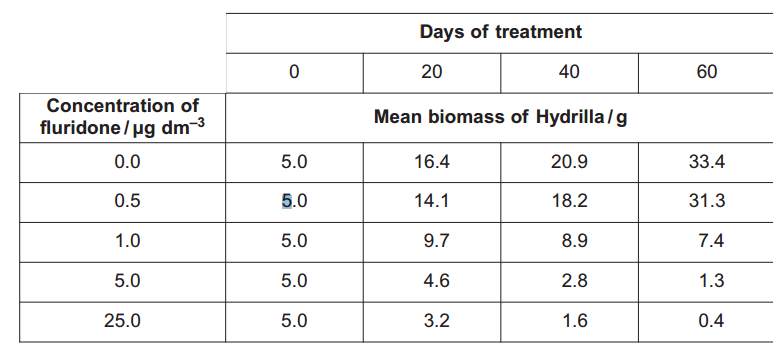 Days of treatment
0 20 40 60
Concentration of
fluridone / µg dm⁻³
Mean biomass of Hydrilla / g
0.0 5.0 16.4 20.9 33.4
0.5 5.0 14.1 18.2 31.3
1.0 5.0 9.7 8.9 7.4
5.0 5.0 4.6 2.8 1.3
25.0 5.0 3.2 1.6 0.4